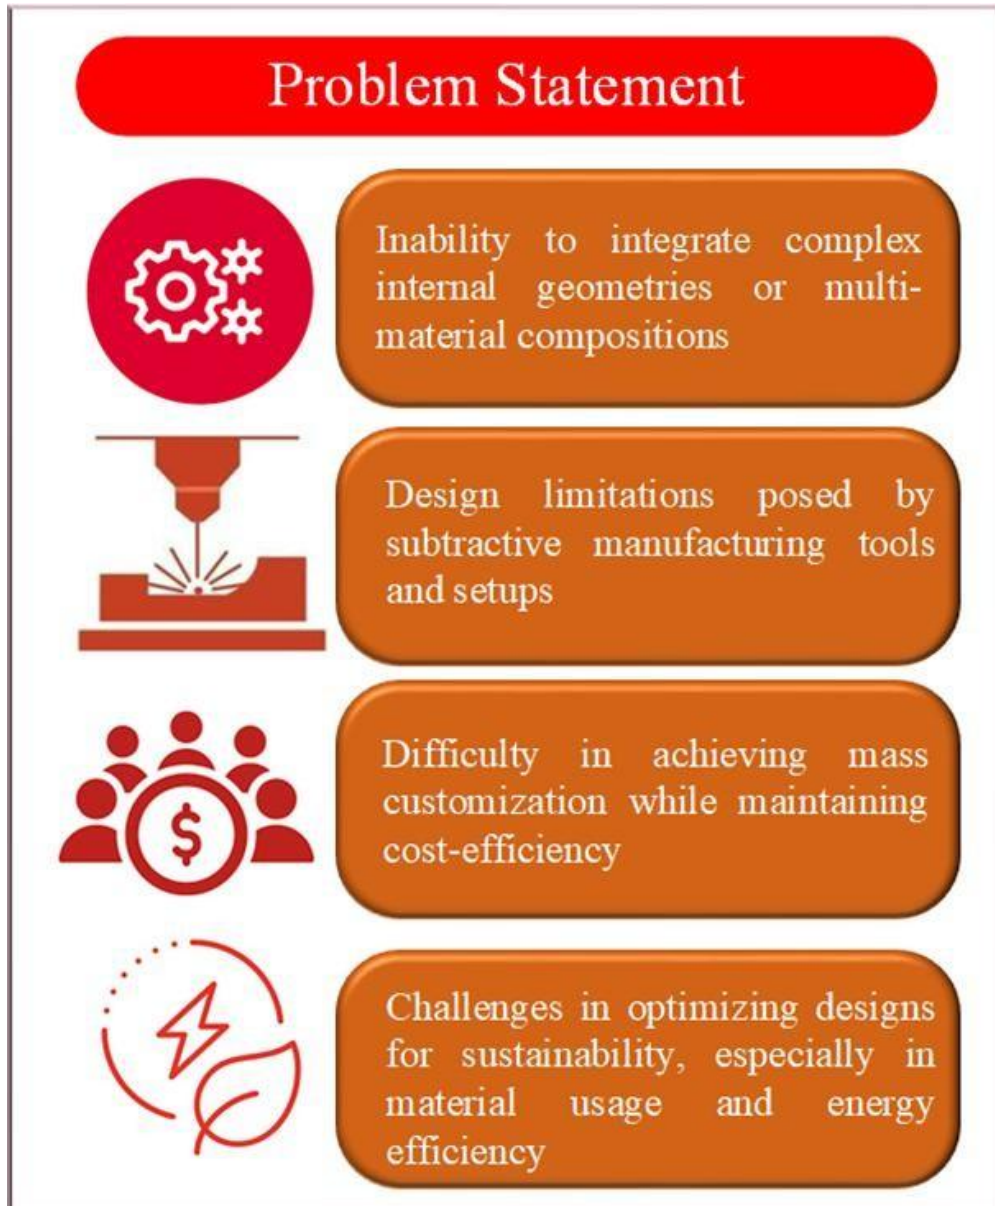 Problem Statement
Inability to integrate complex
internal geometries or multi-
material compositions
Design limitations posed by
subtractive manufacturing tools
and setups
$
Difficulty in achieving mass
customization while maintaining
cost-efficiency
Challenges in optimizing designs
for sustainability, especially in
material usage and energy
efficiency